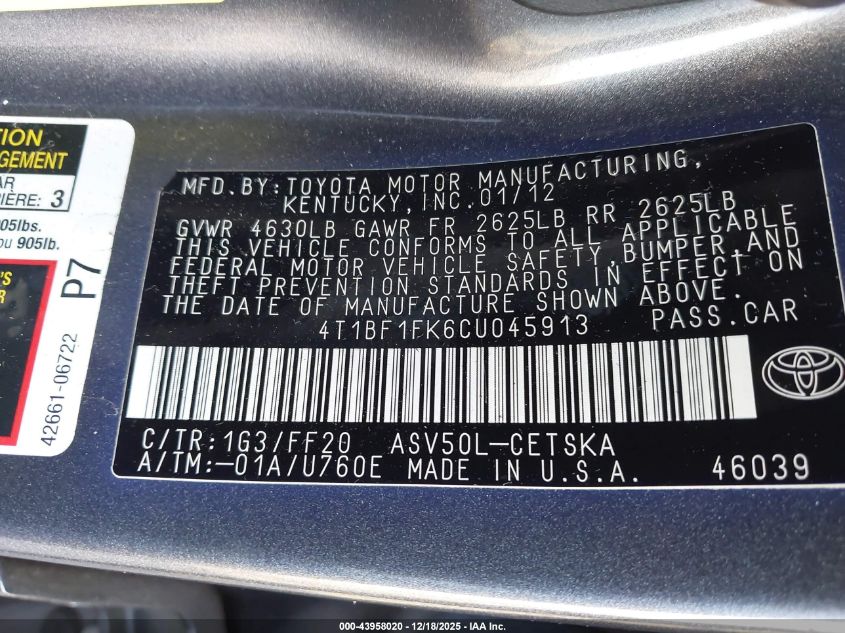 TION
GEMENT
AR
IÈRE: 3
905lbs.
ou 905lb.
'S
R
42661-06722 P7
MFD.BY:TOYOTA MOTOR MANUFACTURING,
KENTUCKY, INC.01/12
GVWR 4630LB GAWR FR 2625LB RR 2625LB
THIS VEHICLE CONFORMS TO ALL APPLICABLE
FEDERAL MOTOR VEHICLE SAFETY,BUMPER,AND
THEFT PREVENTION STANDARDS IN EFFECT ON
THE DATE OF MANUFACTURE SHOWN ABOVE.
4T1BF1FK6CU045913 PASS.CAR
C/TR:1G3/FF20 ASV50L-CETSKA
A/TM:-01A/U760E MADE IN U.S.A. 46039
000-43958020 - 12/18/2025 - IAA Inc.